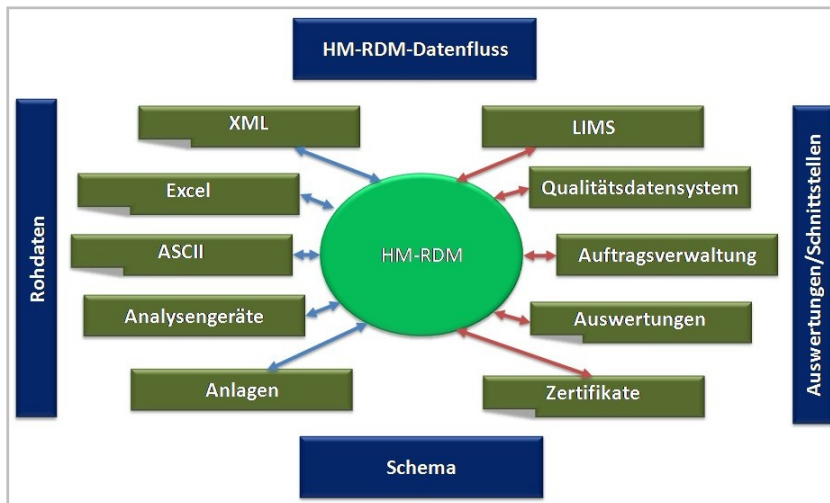 HM-RDM-Datenfluss
Rohdaten
XML
Excel
ASCII
Analysengeräte
Anlagen
HM-RDM
LIMS
Qualitätsdatensystem
Auftragsverwaltung
Auswertungen
Zertifikate
Auswertungen/Schnittstellen
Schema